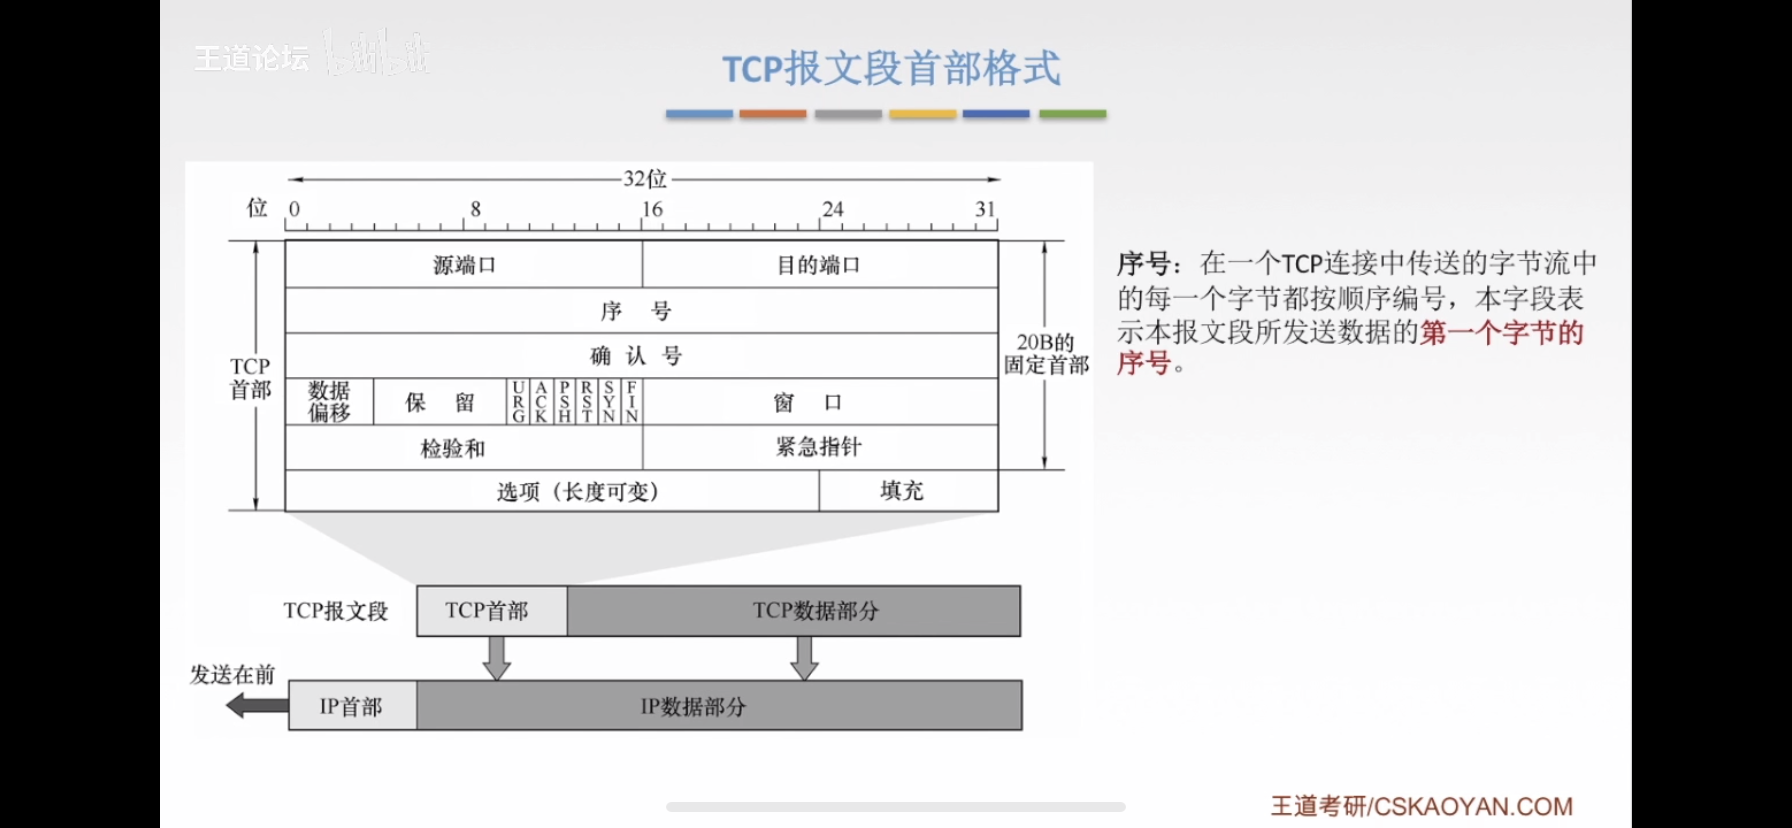 王道论坛 bilibili
TCP报文段首部格式
32位
位 0 8 16 24 31
源端口 目的端口
序 号
确 认 号
TCP
首部
20B的
固定首部
数据
偏移
保 留
URG ACK PSH RST SYN FIN
窗 口
检验和 紧急指针
选项（长度可变） 填充
序号：在一个TCP连接中传送的字节流中
的每一个字节都按顺序编号，本字段表
示本报文段所发送数据的第一个字节的
序号。
TCP报文段 TCP首部 TCP数据部分
发送在前
IP首部 IP数据部分
王道考研/CSKAOYAN.COM